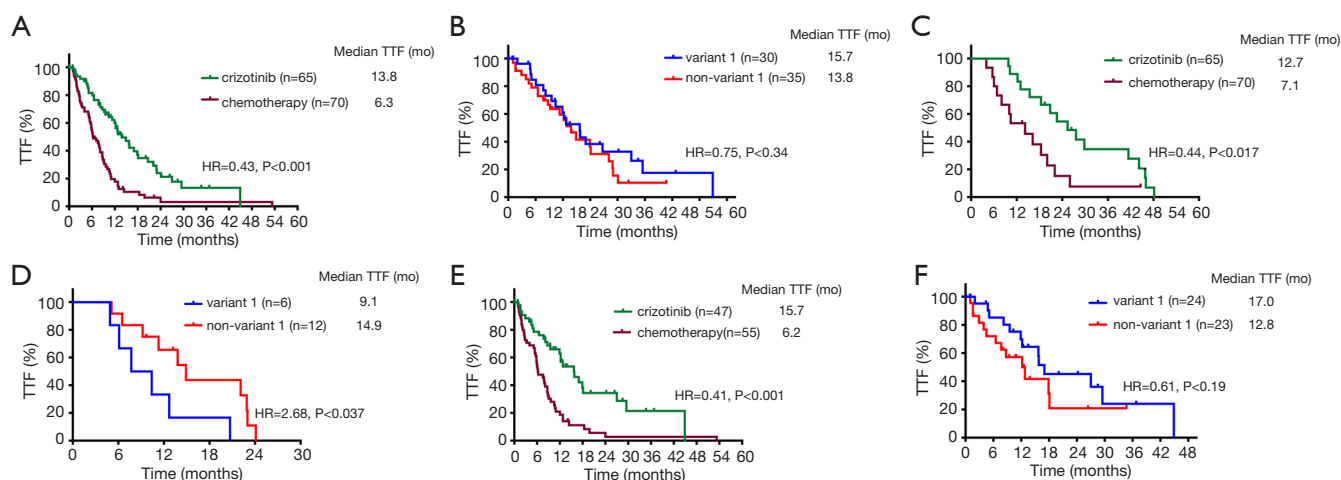 A
Median TTF (mo)
crizotinib (n=65) 13.8
chemotherapy (n=70) 6.3
HR=0.43, P<0.001
TTF (%)
100
80
60
40
20
0
0 6 12 18 24 30 36 42 48 54 60
Time (months)
B
Median TTF (mo)
variant 1 (n=30) 15.7
non-variant 1 (n=35) 13.8
HR=0.75, P<0.34
TTF (%)
100
80
60
40
20
0
0 6 12 18 24 30 36 42 48 54 60
Time (months)
C
Median TTF (mo)
crizotinib (n=65) 12.7
chemotherapy (n=70) 7.1
HR=0.44, P<0.017
TTF (%)
100
80
60
40
20
0 6 12 18 24 30 36 42 48 54 60
Time (months)
D
Median TTF (mo)
variant 1 (n=6) 9.1
non-variant 1 (n=12) 14.9
HR=2.68, P<0.037
TTF (%)
100
80
60
40
20
0
0 6 12 18 24 30
Time (months)
E
Median TTF (mo)
crizotinib (n=47) 15.7
chemotherapy(n=55) 6.2
HR=0.41, P<0.001
TTF (%)
100
80
60
40
20
0
0 6 12 18 24 30 36 42 48 54 60
Time (months)
F
Median TTF (mo)
variant 1 (n=24) 17.0
non-variant 1 (n=23) 12.8
HR=0.61, P<0.19
TTF (%)
100
80
60
40
20
0
0 6 12 18 24 30 36 42 48
Time (months)